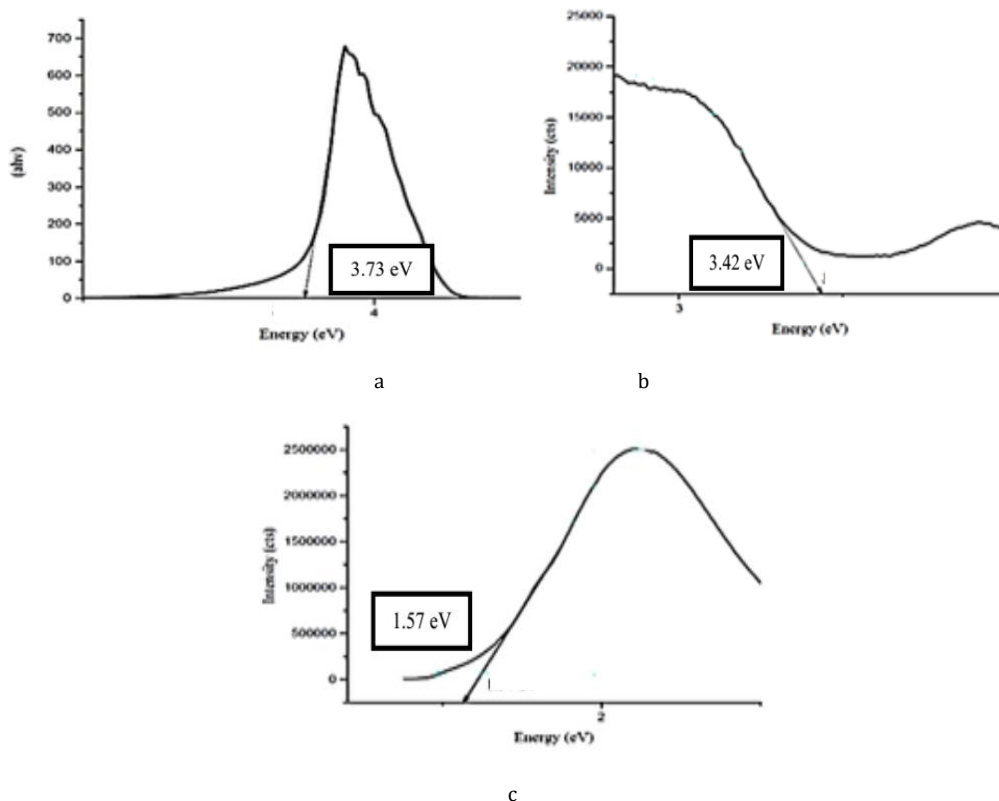 700
600
500
400
300
200
100
0
(ahv)
3.73 eV
4
Energy (eV)
a
25000
20000
15000
10000
5000
0
Intensity (cts)
3.42 eV
3
Energy (eV)
b
2500000
2000000
1500000
1000000
500000
0
Intensity (cts)
1.57 eV
2
Energy (eV)
c